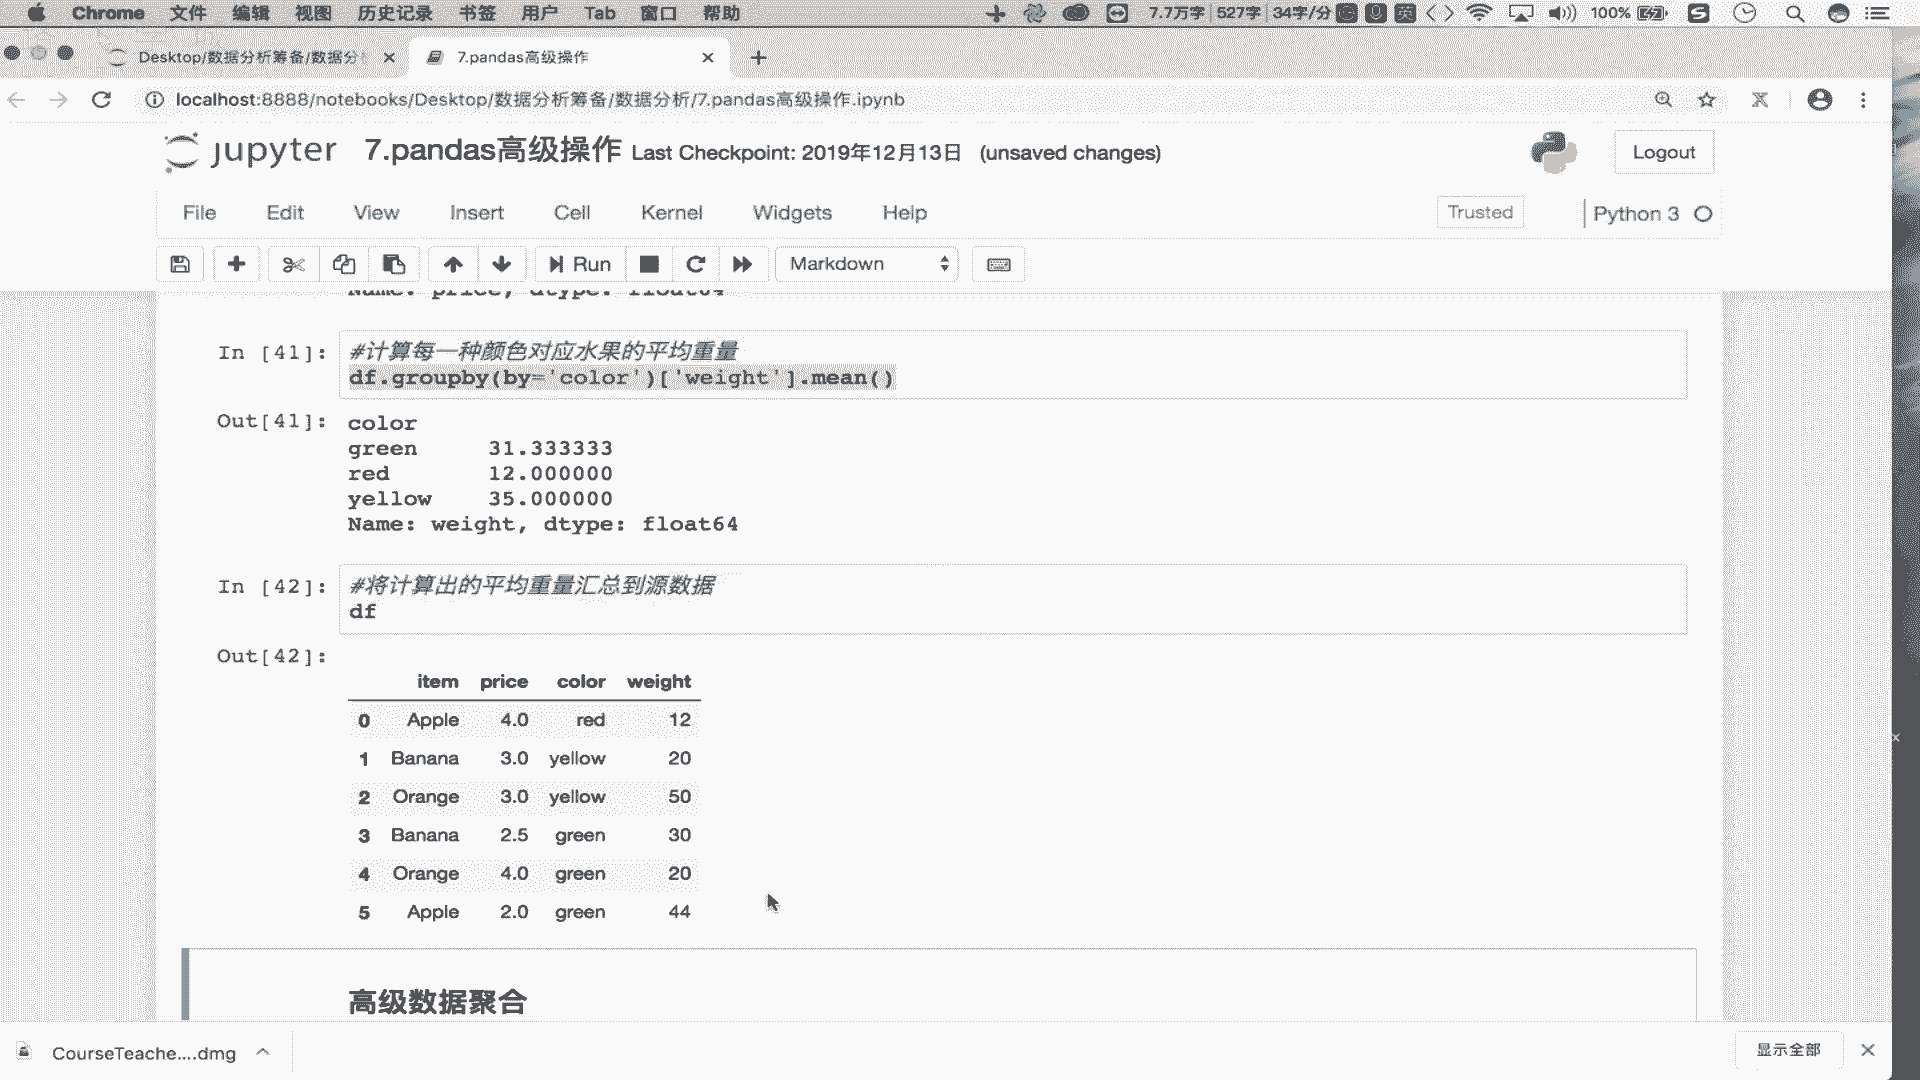 Chrome 文件 编辑 视图 历史记录 书签 用户 Tab 窗口 帮助 7.7万字 527字 34字/分 英 100%
Desktop/数据分析筹备/数据分 7.pandas高级操作
localhost:8888/notebooks/Desktop/数据分析筹备/数据分析/7.pandas高级操作.ipynb
jupyter 7.pandas高级操作 Last Checkpoint: 2019年12月13日 (unsaved changes) Logout
File Edit View Insert Cell Kernel Widgets Help Trusted Python 3
Run Markdown
Name: price, dtype: float64
In [41]: #计算每一种颜色对应水果的平均重量
df.groupby(by='color')['weight'].mean()
Out[41]: color
green 31.333333
red 12.000000
yellow 35.000000
Name: weight, dtype: float64
In [42]: #将计算出的平均重量汇总到源数据
df
Out[42]:
item price color weight
0 Apple 4.0 red 12
1 Banana 3.0 yellow 20
2 Orange 3.0 yellow 50
3 Banana 2.5 green 30
4 Orange 4.0 green 20
5 Apple 2.0 green 44
高级数据聚合
CourseTeache....dmg 显示全部